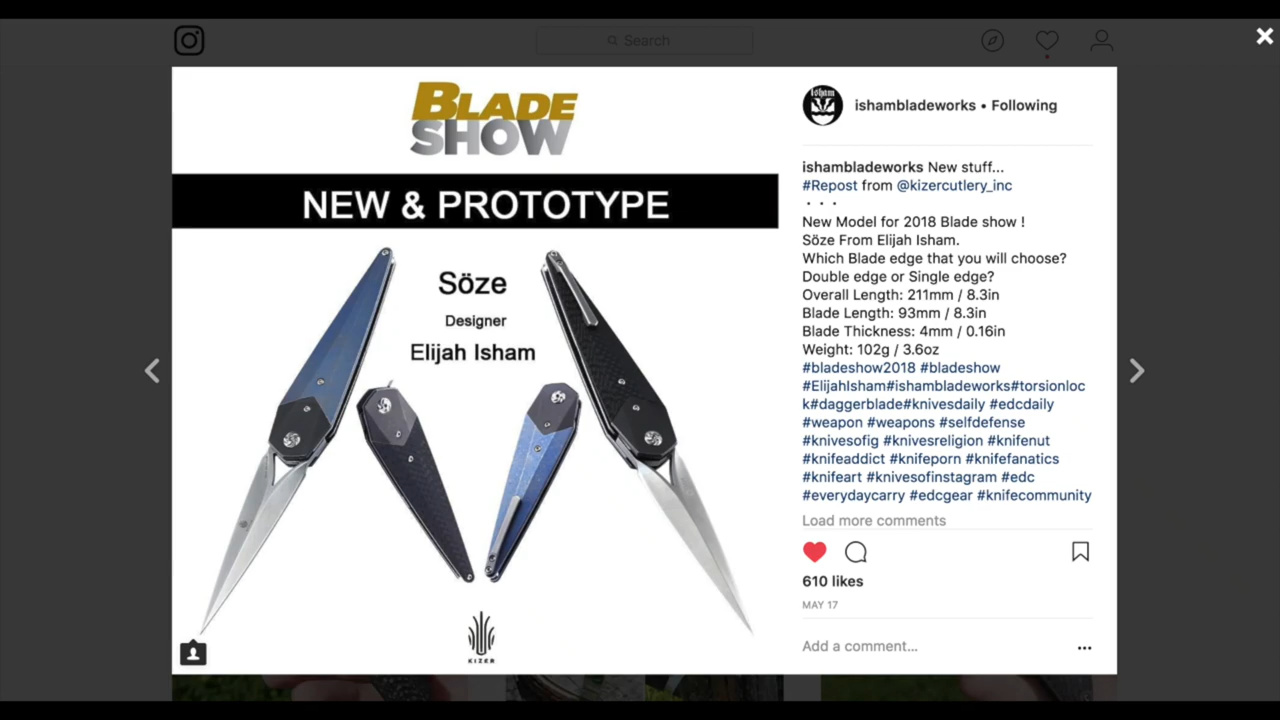 Search
BLADE
SHOW
NEW & PROTOTYPE
Söze
Designer
Elijah Isham
KIZER
isham
ishambladeworks • Following
ishambladeworks New stuff...
#Repost from @kizercutlery_inc
・・・
New Model for 2018 Blade show !
Söze From Elijah Isham.
Which Blade edge that you will choose?
Double edge or Single edge?
Overall Length: 211mm / 8.3in
Blade Length: 93mm / 8.3in
Blade Thickness: 4mm / 0.16in
Weight: 102g / 3.6oz
#bladeshow2018 #bladeshow
#ElijahIsham#ishambladeworks#torsionloc
k#daggerblade#knivesdaily #edcdaily
#weapon #weapons #selfdefense
#knivesofig #knivesreligion #knifenut
#knifeaddict #knifeporn #knifefanatics
#knifeart #knivesofinstagram #edc
#everydaycarry #edcgear #knifecommunity
Load more comments
610 likes
MAY 17
Add a comment...